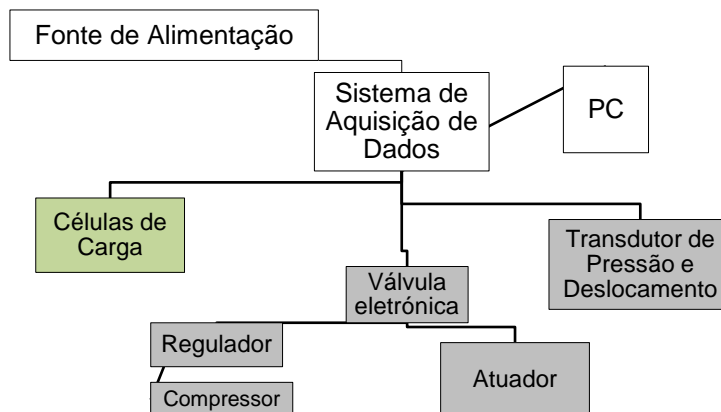 Fonte de Alimentação
Sistema de
Aquisição de
Dados
PC
Células de
Carga
Transdutor de
Pressão e
Deslocamento
Válvula
eletrónica
Regulador
Atuador
Compressor